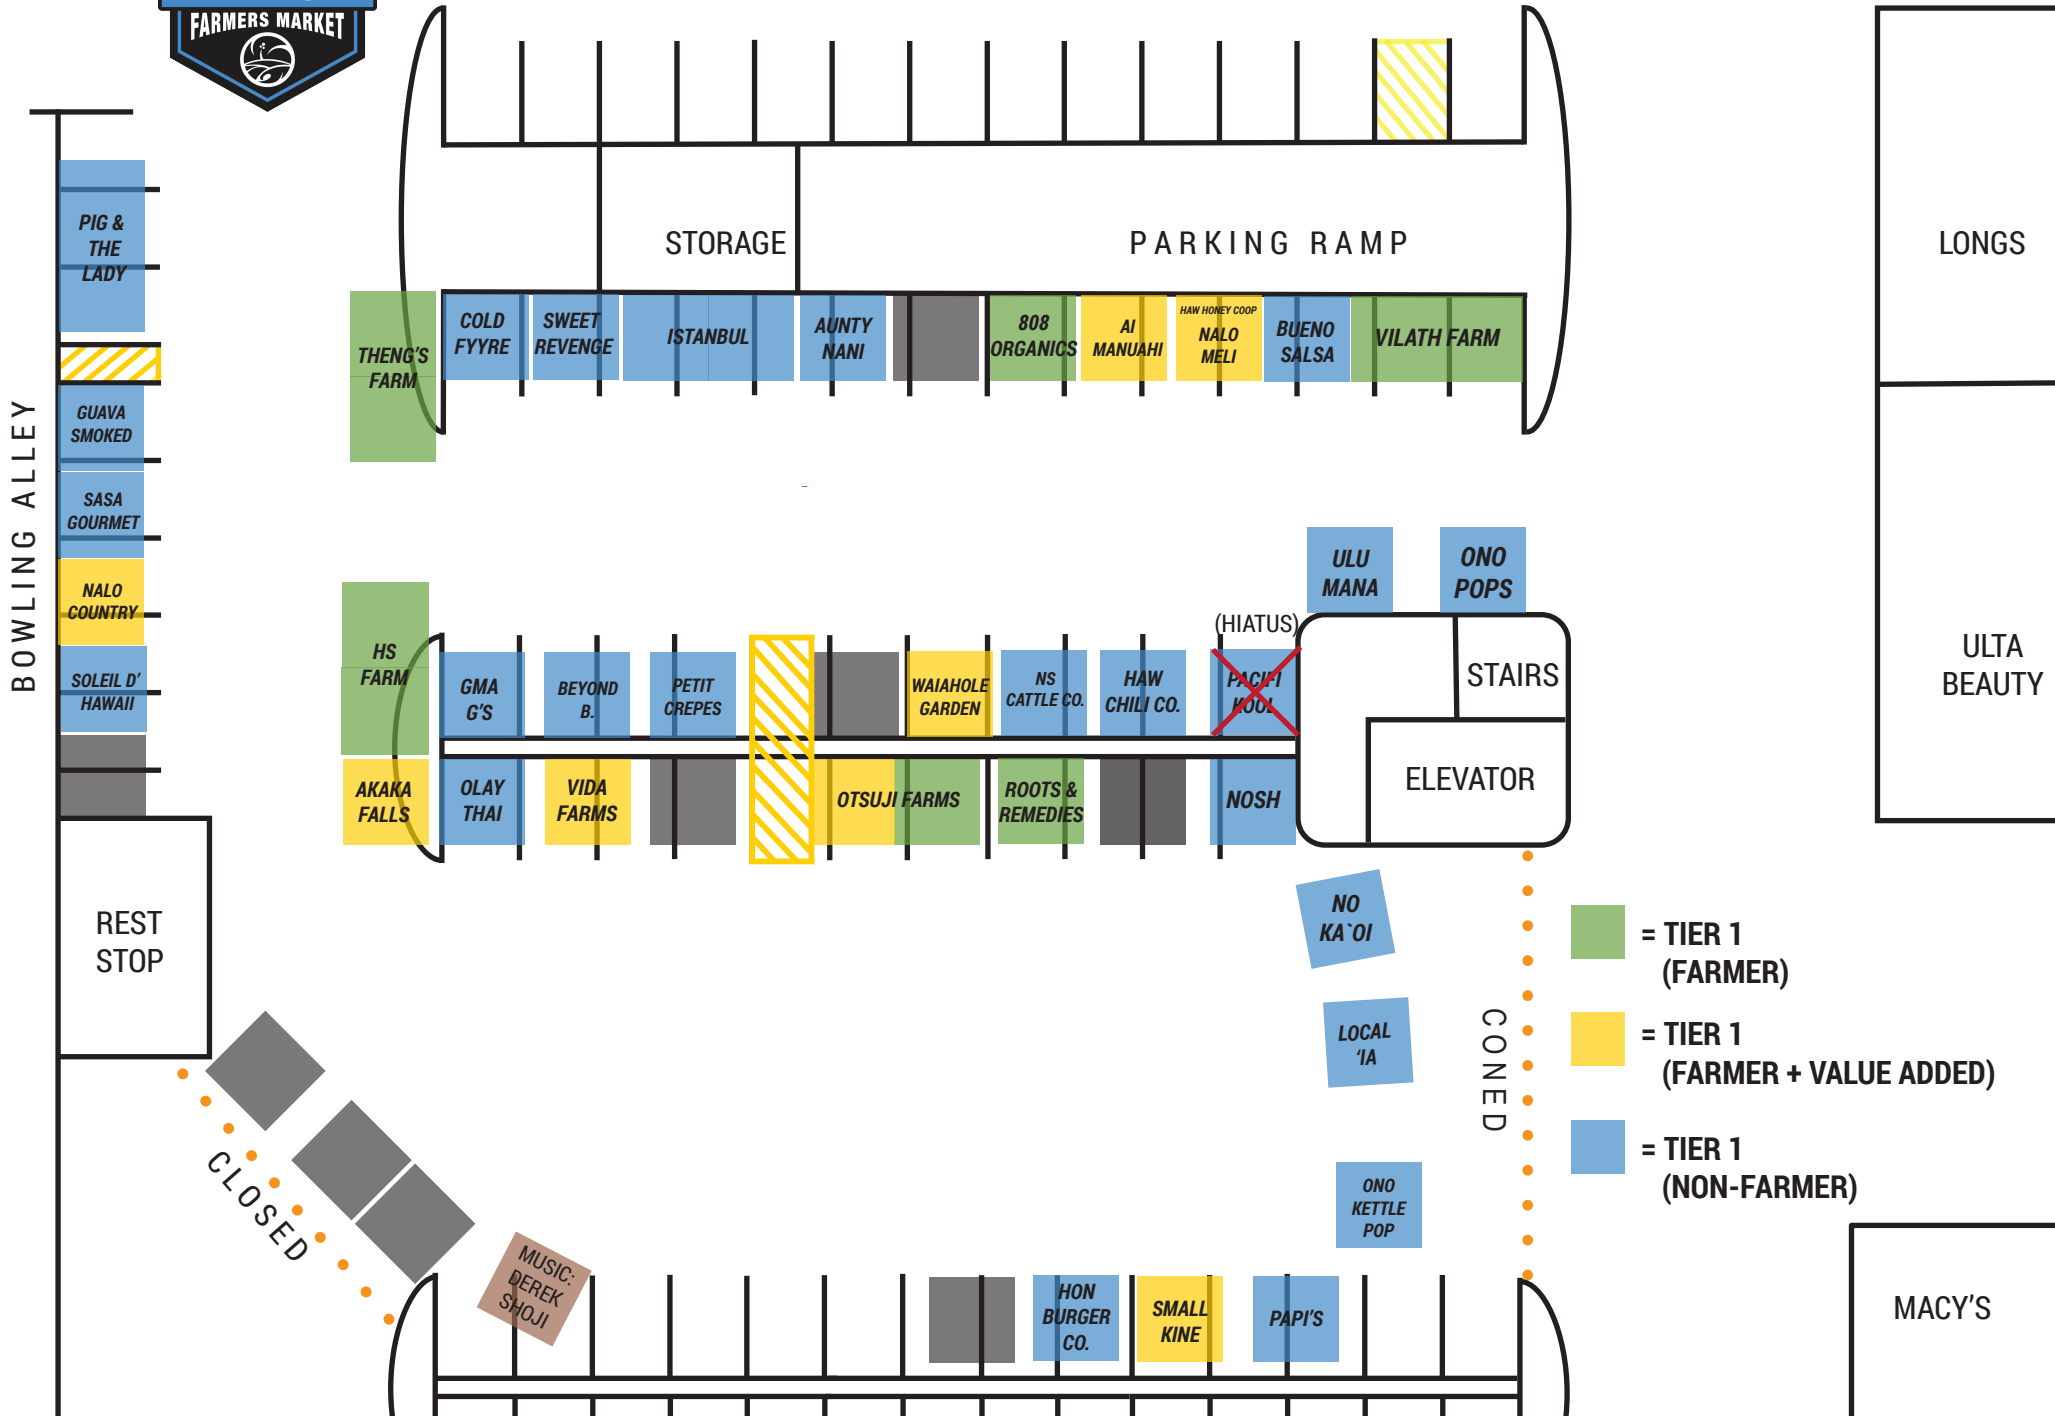 FARMERS MARKET
PIG &
THE
LADY
GUAVA
SMOKED
SASA
GOURMET
NALO
COUNTRY
SOLEIL D'
HAWAII
BOWLING ALLEY
REST
STOP
CLOSED
STORAGE
PARKING RAMP
THENG'S
FARM
COLD
FYYRE
SWEET
REVENGE
ISTANBUL
AUNTY
NANI
808
ORGANICS
AI
MANUAHI
HAW HONEY COOP
NALO
MELI
BUENO
SALSA
VILATH FARM
ULU
MANA
ONO
POPS
(HIATUS)
HS
FARM
GMA
G'S
BEYOND
B.
PETIT
CREPES
WAIAHOLE
GARDEN
NS
CATTLE CO.
HAW
CHILI CO.
PACIFI
KOOL
STAIRS
ELEVATOR
AKAKA
FALLS
OLAY
THAI
VIDA
FARMS
OTSUJI FARMS
ROOTS &
REMEDIES
NOSH
NO
KA`OI
LOCAL
'IA
ONO
KETTLE
POP
CONED
MUSIC:
DEREK
SHOJI
HON
BURGER
CO.
SMALL
KINE
PAPI'S
LONGS
ULTA
BEAUTY
= TIER 1
(FARMER)
= TIER 1
(FARMER + VALUE ADDED)
= TIER 1
(NON-FARMER)
MACY'S